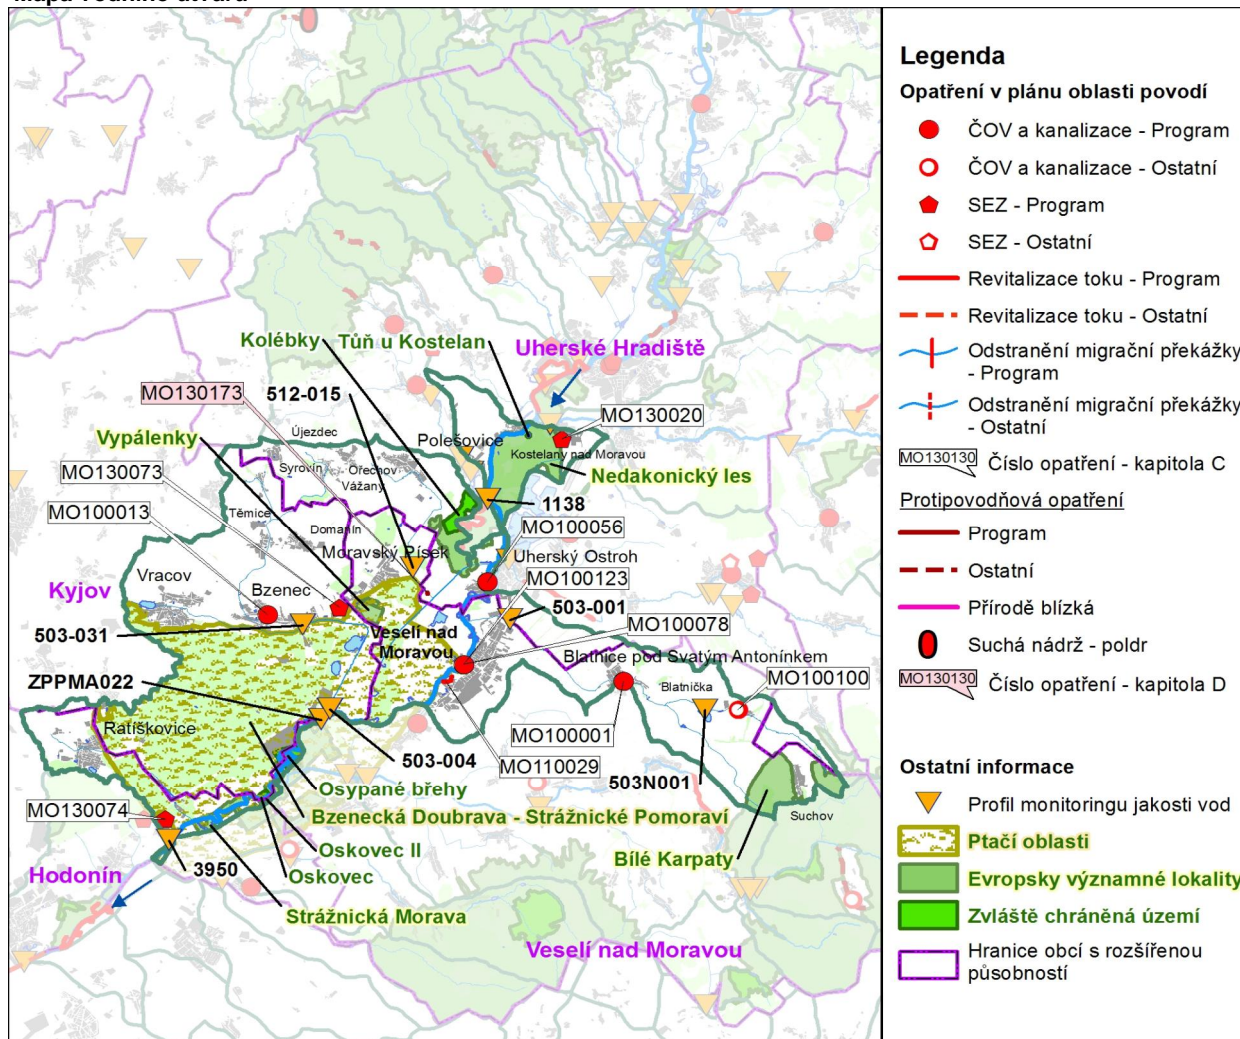 Mapa vodního útvaru
Kolébky
Tůň u Kostelan
Uherské Hradiště
MO130173
512-015
MO130020
Vypálenky
Újezdec
Polešovice
Kostelany nad Moravou
MO130073
Syrovín
Ořechov
Vážany
Nedakonický les
MO100013
Těmice
1138
Domanín
MO100056
Moravský Písek
Uherský Ostroh
Vracov
Bzenec
MO100123
Kyjov
503-001
503-031
Veselí nad
Moravou
MO100078
Blatnice pod Svatým Antonínkem
ZPPMA022
Blatnička
MO100100
Ratíškovice
MO100001
503-004
MO110029
503N001
Osypané břehy
MO130074
Bzenecká Doubrava - Strážnické Pomoraví
Suchov
Oskovec II
Bílé Karpaty
Hodonín
3950
Oskovec
Strážnická Morava
Veselí nad Moravou
Legenda
Opatření v plánu oblasti povodí
ČOV a kanalizace - Program
ČOV a kanalizace - Ostatní
SEZ - Program
SEZ - Ostatní
Revitalizace toku - Program
Revitalizace toku - Ostatní
Odstranění migrační překážky
- Program
Odstranění migrační překážky
- Ostatní
MO130130 Číslo opatření - kapitola C
Protipovodňová opatření
Program
Ostatní
Přírodě blízká
Suchá nádrž - poldr
MO130130 Číslo opatření - kapitola D
Ostatní informace
Profil monitoringu jakosti vod
Ptačí oblasti
Evropsky významné lokality
Zvláště chráněná území
Hranice obcí s rozšířenou
působností